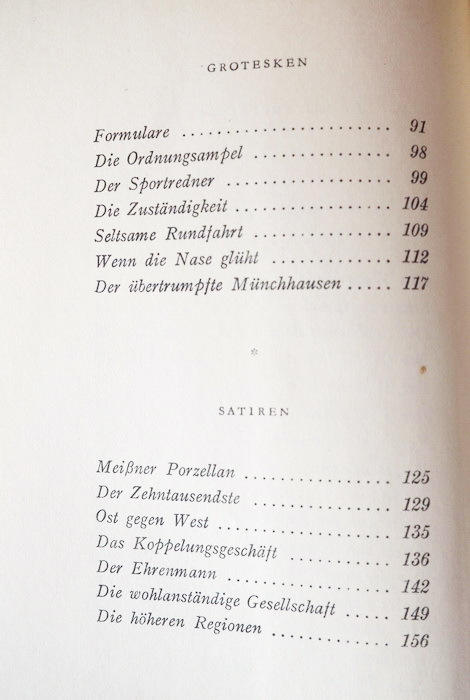 GROTESKEN
Formulare ...................... 91
Die Ordnungsampel ............... 98
Der Sportredner .................. 99
Die Zuständigkeit ................. 104
Seltsame Rundfahrt ............... 109
Wenn die Nase glüht ............. 112
Der übertrumpfte Münchhausen ..... 117
*
SATIREN
Meißner Porzellan ................ 125
Der Zehntausendste ............... 129
Ost gegen West .................. 135
Das Koppelungsgeschäft ........... 136
Der Ehrenmann .................. 142
Die wohlanständige Gesellschaft ..... 149
Die höheren Regionen ............. 156